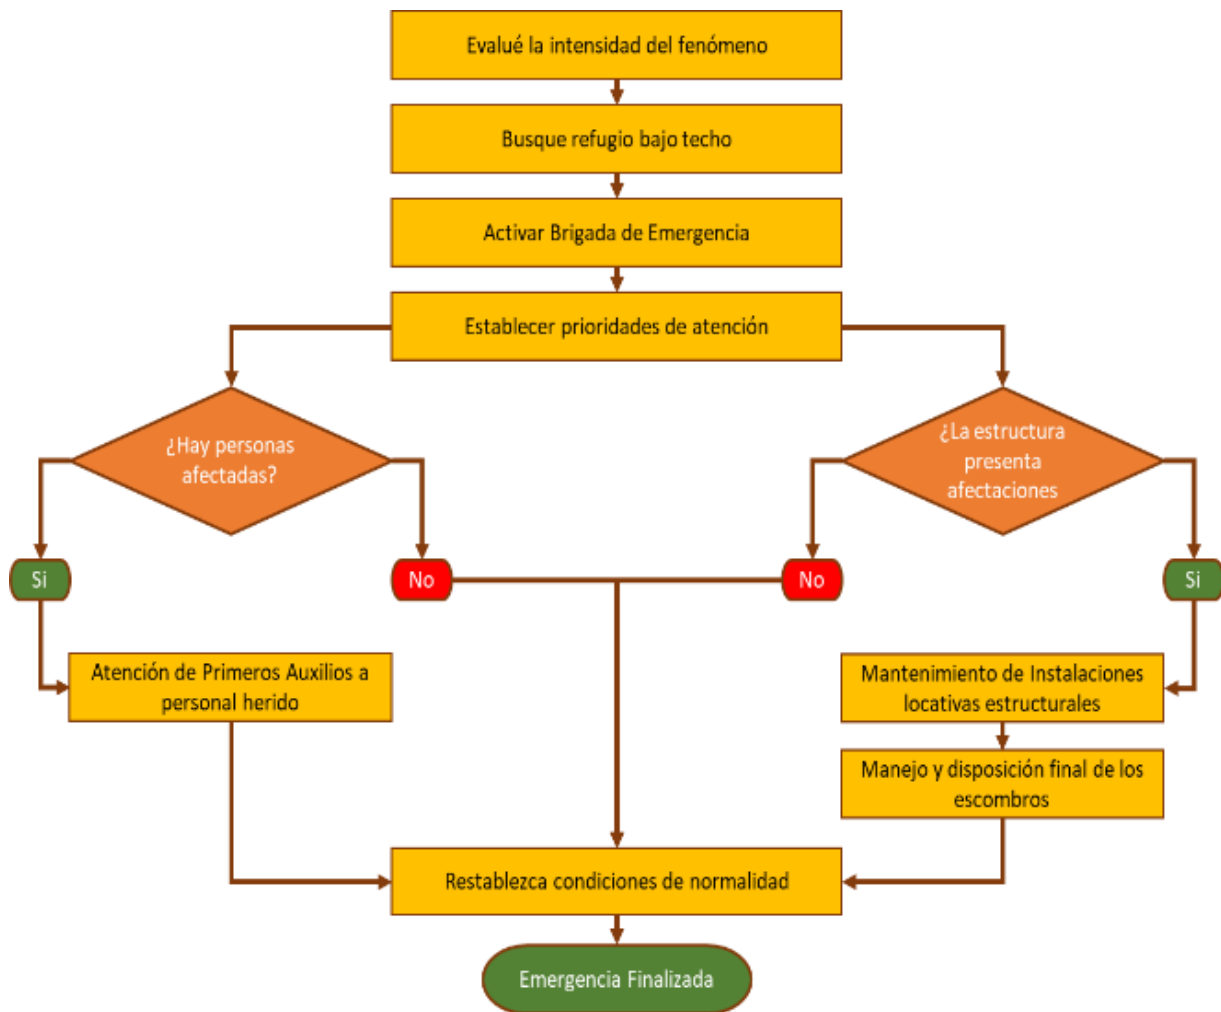 Evalué la intensidad del fenómeno
Busque refugio bajo techo
Activar Brigada de Emergencia
Establecer prioridades de atención
¿Hay personas
afectadas?
¿La estructura
presenta
afectaciones
Si
No
No
Si
Atención de Primeros Auxilios a
personal herido
Mantenimiento de Instalaciones
locativas estructurales
Manejo y disposición final de los
escombros
Restablezca condiciones de normalidad
Emergencia Finalizada